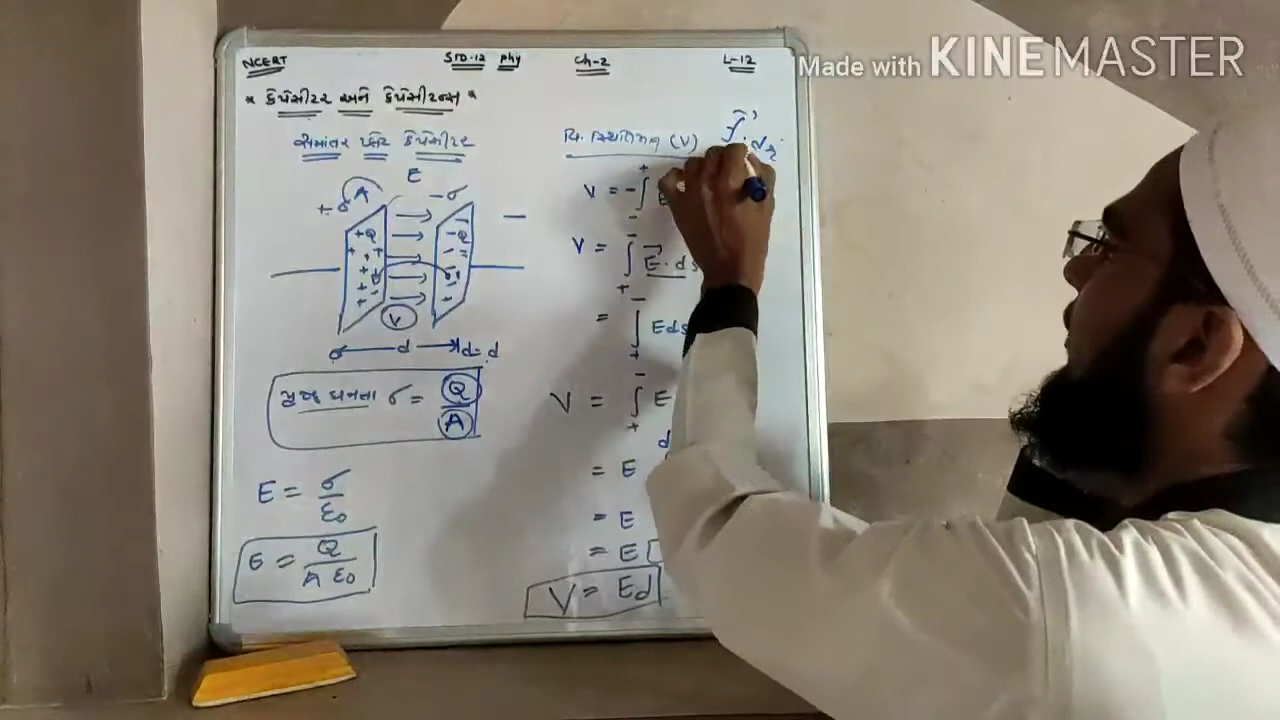 Made with KINEMASTER
NCERT STD-12 Phy Ch-2 L-12
* કેપેસીટર અને કેપેસીટન્સ *
સમાંતર પ્લેટ કેપેસીટર
E
A
+σ -σ
+Q -Q
V
d
d=d
પૃષ્ઠ ઘનતા σ = Q/A
E = σ/ε0
E = Q/A ε0
વિ. સ્થિતિમાન (V)
V = -∫
V = ∫ E · ds
= ∫ Eds
V = ∫ E
= E
= E
= E
V = Ed